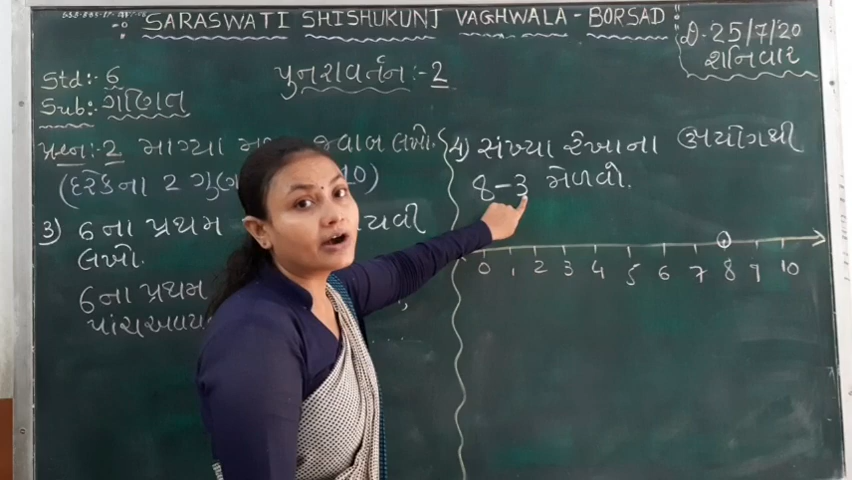 SARASWATI SHISHUKUNJ VAGHWALA - BORSAD
તા. 25/7/20
શનિવાર
Std:- 6
પુનરાવર્તન:- 2
Sub:- ગણિત
પ્રશ્ન:- 2 માગ્યા જવાબ લખો.
(દરેકના 2 ગુણ 10)
3) 6 ના પ્રથમ
લખો.
6 ના પ્રથમ
પાંચ અવય
4) સંખ્યા રેખાના ઉપયોગથી
8-3 મેળવો.
0 1 2 3 4 5 6 7 8 9 10